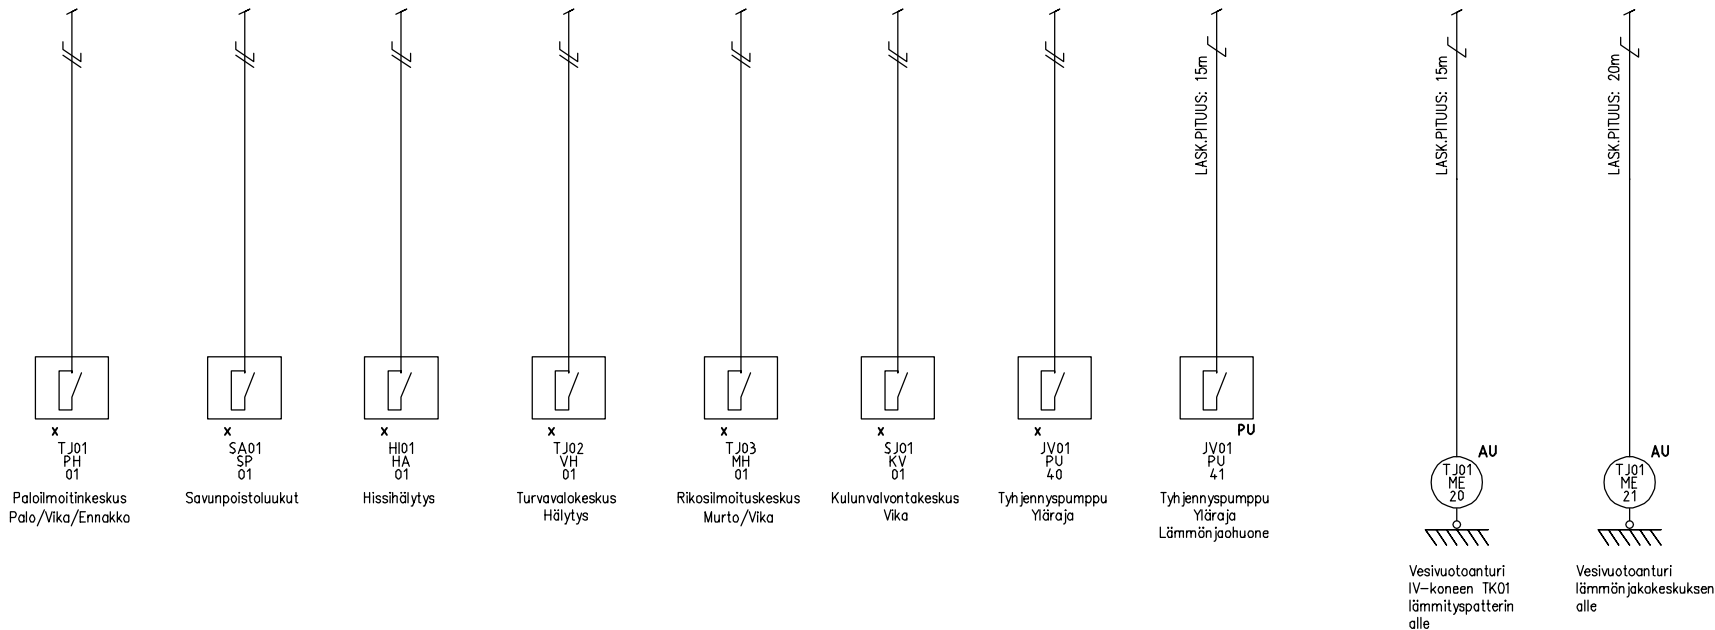 LASK.PITUUS: 15m
LASK.PITUUS: 15m
LASK.PITUUS: 20m
x
TJ01
PH
01
Paloilmoitinkeskus
Palo/Vika/Ennakko
x
SA01
SP
01
Savunpoistoluukut
x
HI01
HA
01
Hissihälytys
x
TJ02
VH
01
Turvavalokeskus
Hälytys
x
TJ03
MH
01
Rikosilmoituskeskus
Murto/Vika
x
SJ01
KV
01
Kulunvalvontakeskus
Vika
x
JV01
PU
40
Tyhjennyspumppu
Yläraja
PU
JV01
PU
41
Tyhjennyspumppu
Yläraja
Lämmönjaohuone
AU
TJ01
ME
20
Vesivuotoanturi
IV-koneen TK01
lämmityspatterin
alle
AU
TJ01
ME
21
Vesivuotoanturi
lämmönjakokeskuksen
alle